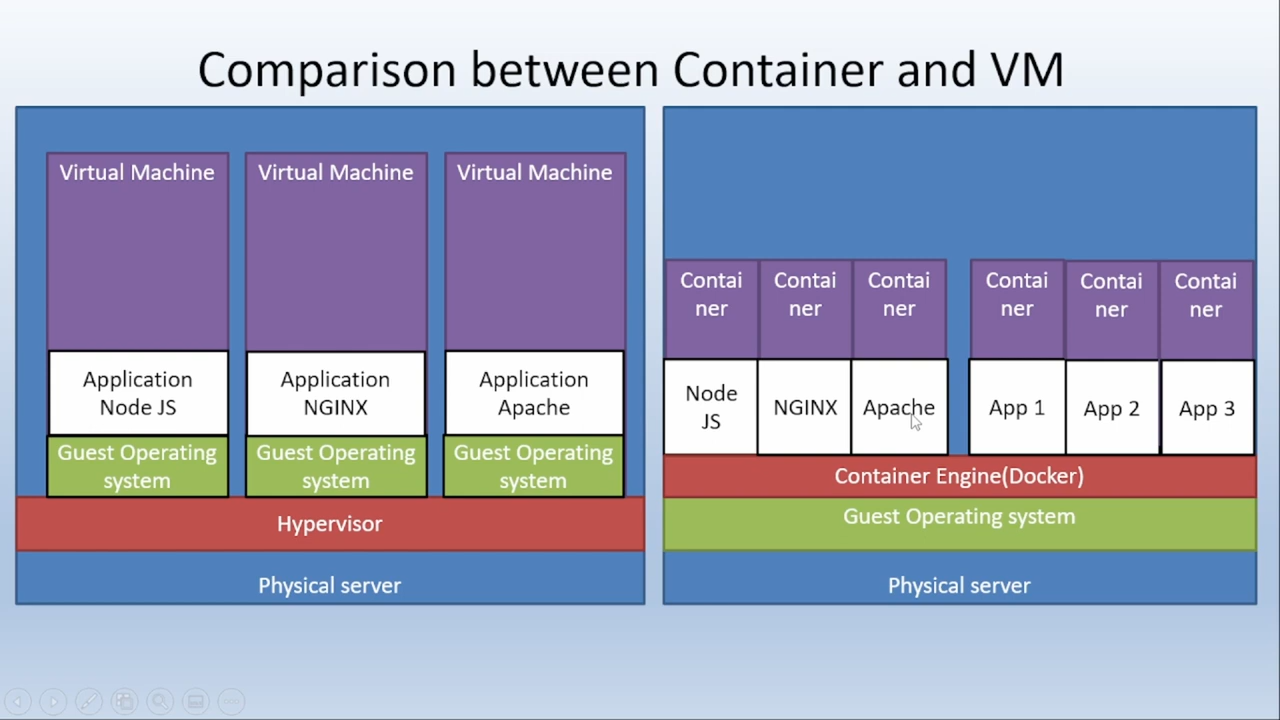 Comparison between Container and VM
Virtual Machine
Virtual Machine
Virtual Machine
Application
Node JS
Application
NGINX
Application
Apache
Guest Operating
system
Guest Operating
system
Guest Operating
system
Hypervisor
Physical server
Contai
ner
Contai
ner
Contai
ner
Contai
ner
Contai
ner
Contai
ner
Node
JS
NGINX
Apache
App 1
App 2
App 3
Container Engine(Docker)
Guest Operating system
Physical server